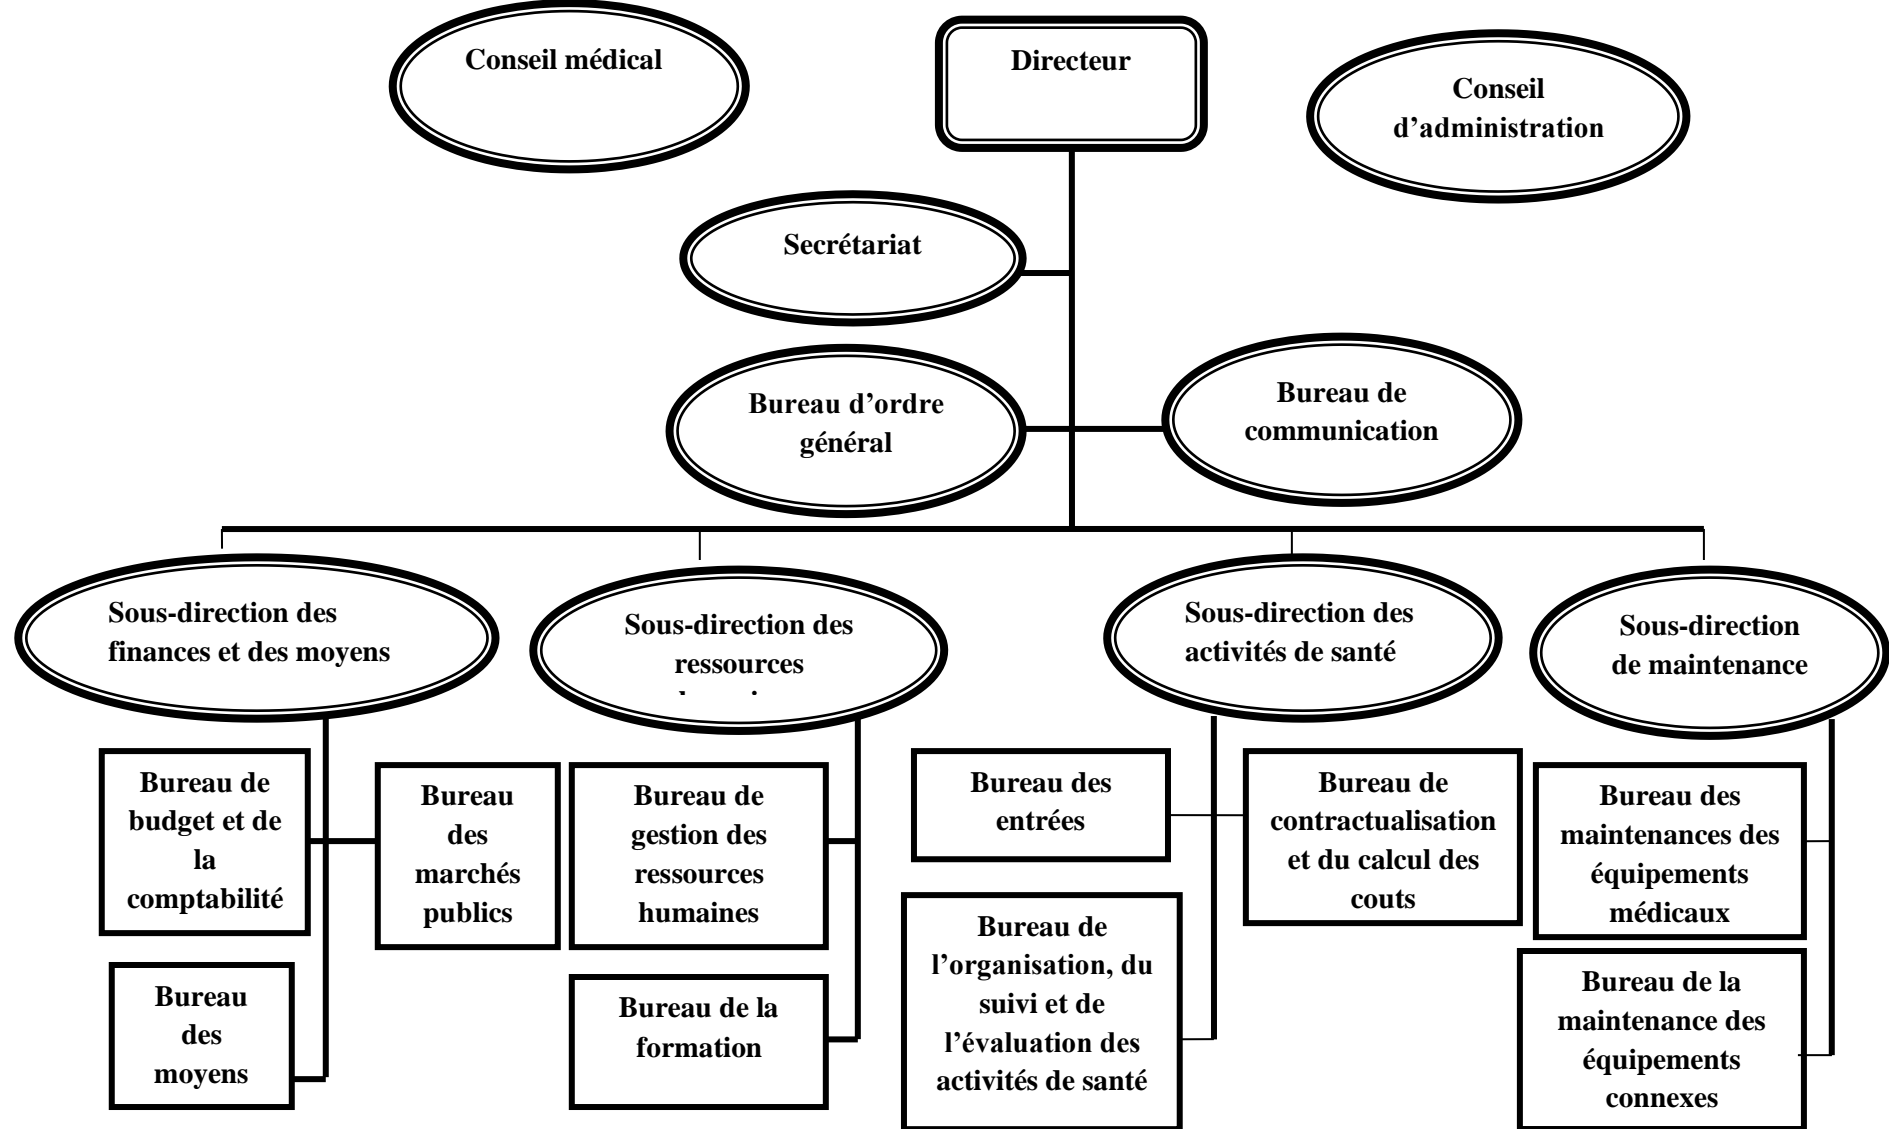 Conseil médical
Directeur
Conseil
d’administration
Secrétariat
Bureau d’ordre
général
Bureau de
communication
Sous-direction des
finances et des moyens
Sous-direction des
ressources
Sous-direction des
activités de santé
Sous-direction
de maintenance
Bureau de
budget et de
la
comptabilité
Bureau
des
marchés
publics
Bureau
des
moyens
Bureau de
gestion des
ressources
humaines
Bureau de la
formation
Bureau des
entrées
Bureau de
contractualisation
et du calcul des
couts
Bureau de
l’organisation, du
suivi et de
l’évaluation des
activités de santé
Bureau des
maintenances des
équipements
médicaux
Bureau de la
maintenance des
équipements
connexes